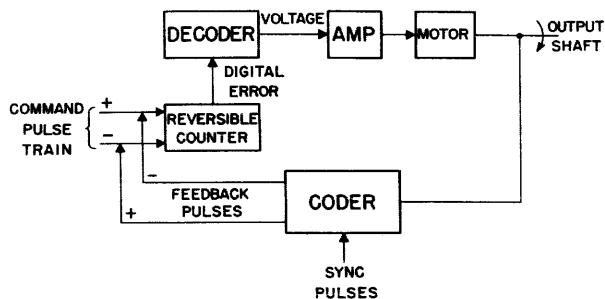 VOLTAGE
DECODER
AMP
MOTOR
OUTPUT
SHAFT
DIGITAL
ERROR
COMMAND
PULSE
TRAIN
+
−
REVERSIBLE
COUNTER
−
FEEDBACK
PULSES
+
CODER
SYNC
PULSES